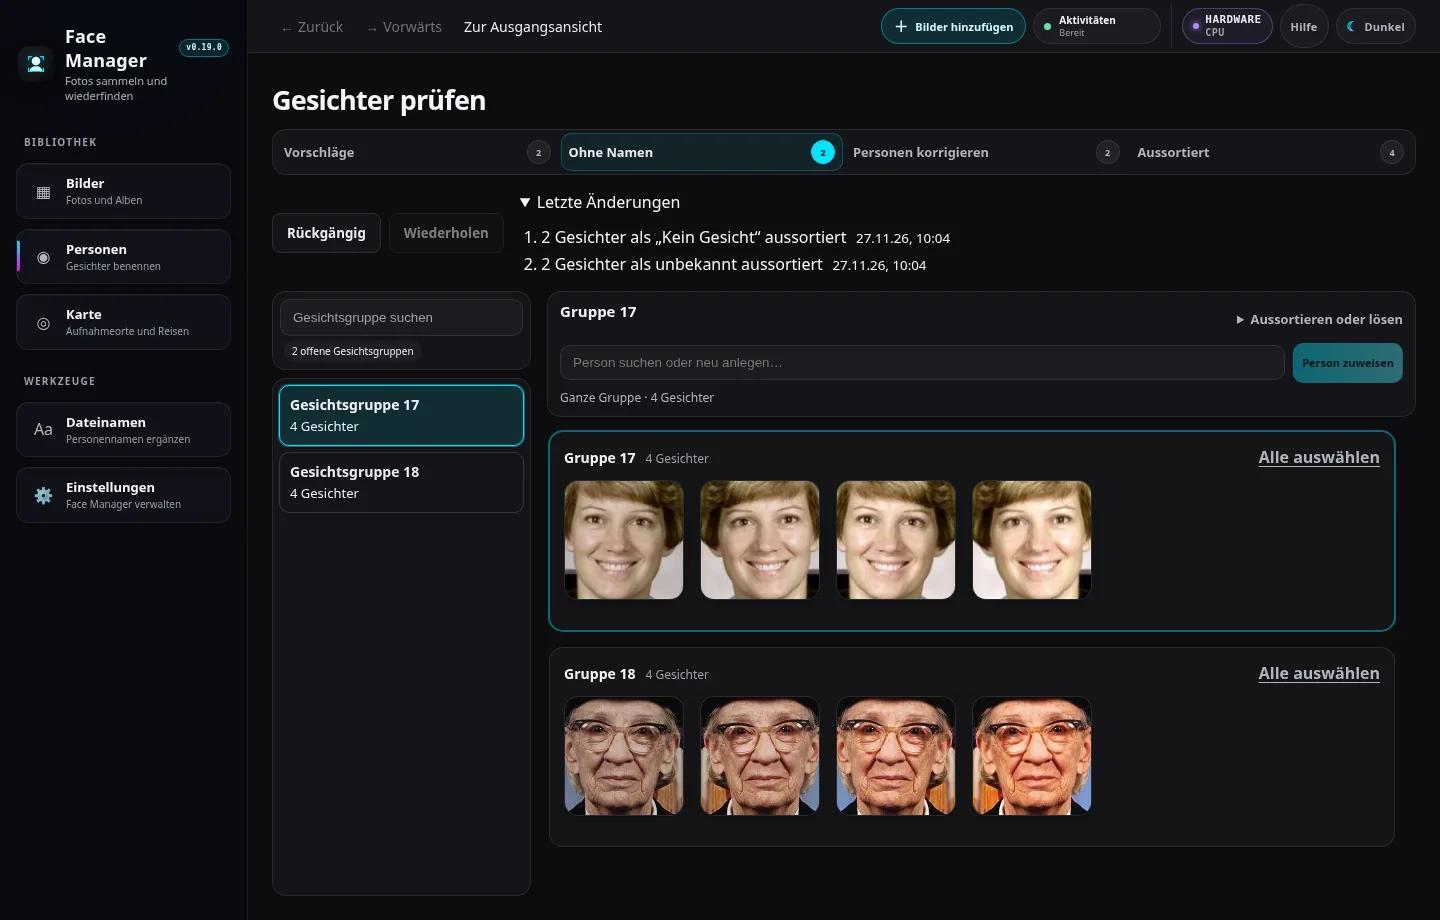 Face
Manager
v0.19.0
Fotos sammeln und
wiederfinden
BIBLIOTHEK
Bilder
Fotos und Alben
Personen
Gesichter benennen
Karte
Aufnahmeorte und Reisen
WERKZEUGE
Aa
Dateinamen
Personennamen ergänzen
Einstellungen
Face Manager verwalten
← Zurück
→ Vorwärts
Zur Ausgangsansicht
+ Bilder hinzufügen
Aktivitäten
Bereit
HARDWARE
CPU
Hilfe
Dunkel
Gesichter prüfen
Vorschläge 2
Ohne Namen 2
Personen korrigieren 2
Aussortiert 4
Rückgängig
Wiederholen
▼ Letzte Änderungen
1. 2 Gesichter als „Kein Gesicht“ aussortiert 27.11.26, 10:04
2. 2 Gesichter als unbekannt aussortiert 27.11.26, 10:04
Gesichtsgruppe suchen
2 offene Gesichtsgruppen
Gesichtsgruppe 17
4 Gesichter
Gesichtsgruppe 18
4 Gesichter
Gruppe 17
▶ Aussortieren oder lösen
Person suchen oder neu anlegen…
Person zuweisen
Ganze Gruppe · 4 Gesichter
Gruppe 17 4 Gesichter
Alle auswählen
Gruppe 18 4 Gesichter
Alle auswählen